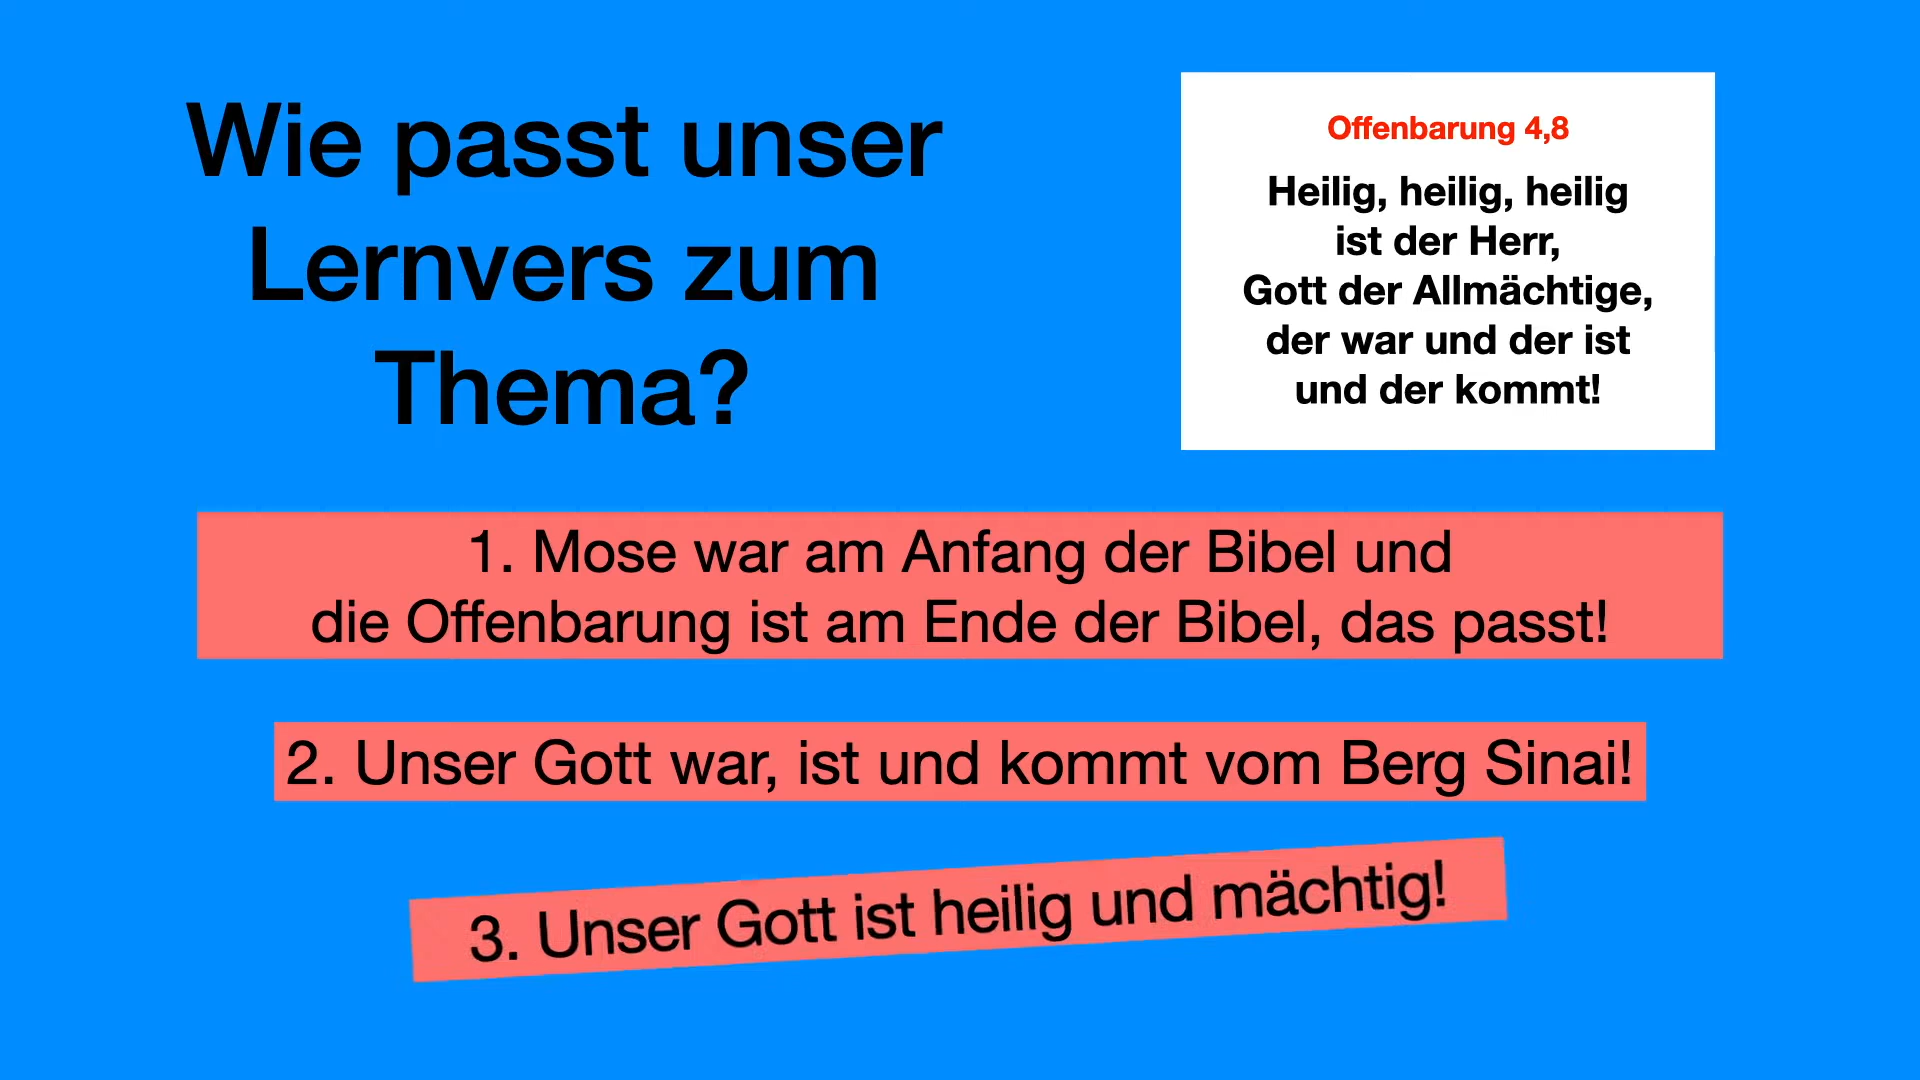 Wie passt unser
Lernvers zum
Thema?
Offenbarung 4,8
Heilig, heilig, heilig
ist der Herr,
Gott der Allmächtige,
der war und der ist
und der kommt!
1. Mose war am Anfang der Bibel und
die Offenbarung ist am Ende der Bibel, das passt!
2. Unser Gott war, ist und kommt vom Berg Sinai!
3. Unser Gott ist heilig und mächtig!